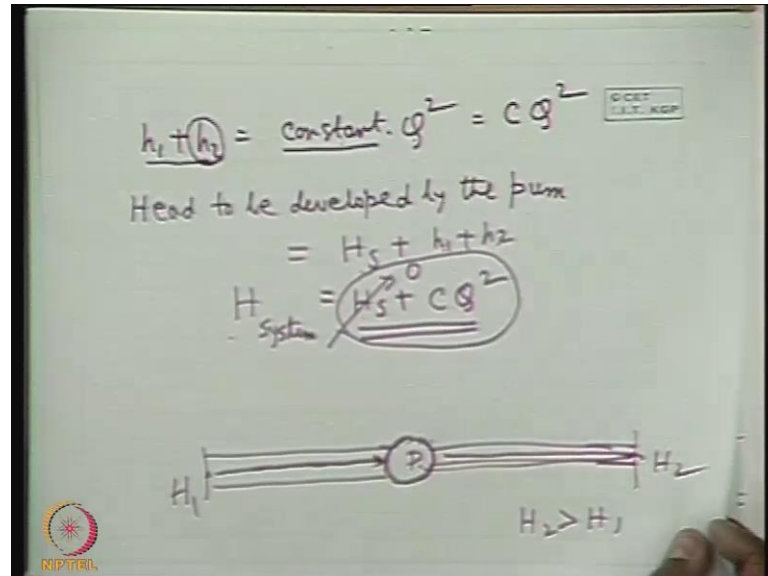 h₁ + h₂ = constant. Q² = CQ²
© CET
I.I.T. KGP
Head to be developed by the pum
= Hs + h₁ + h₂
H system = Hs + CQ²
0
P
H₁
H₂
H₂ > H₁
NPTEL